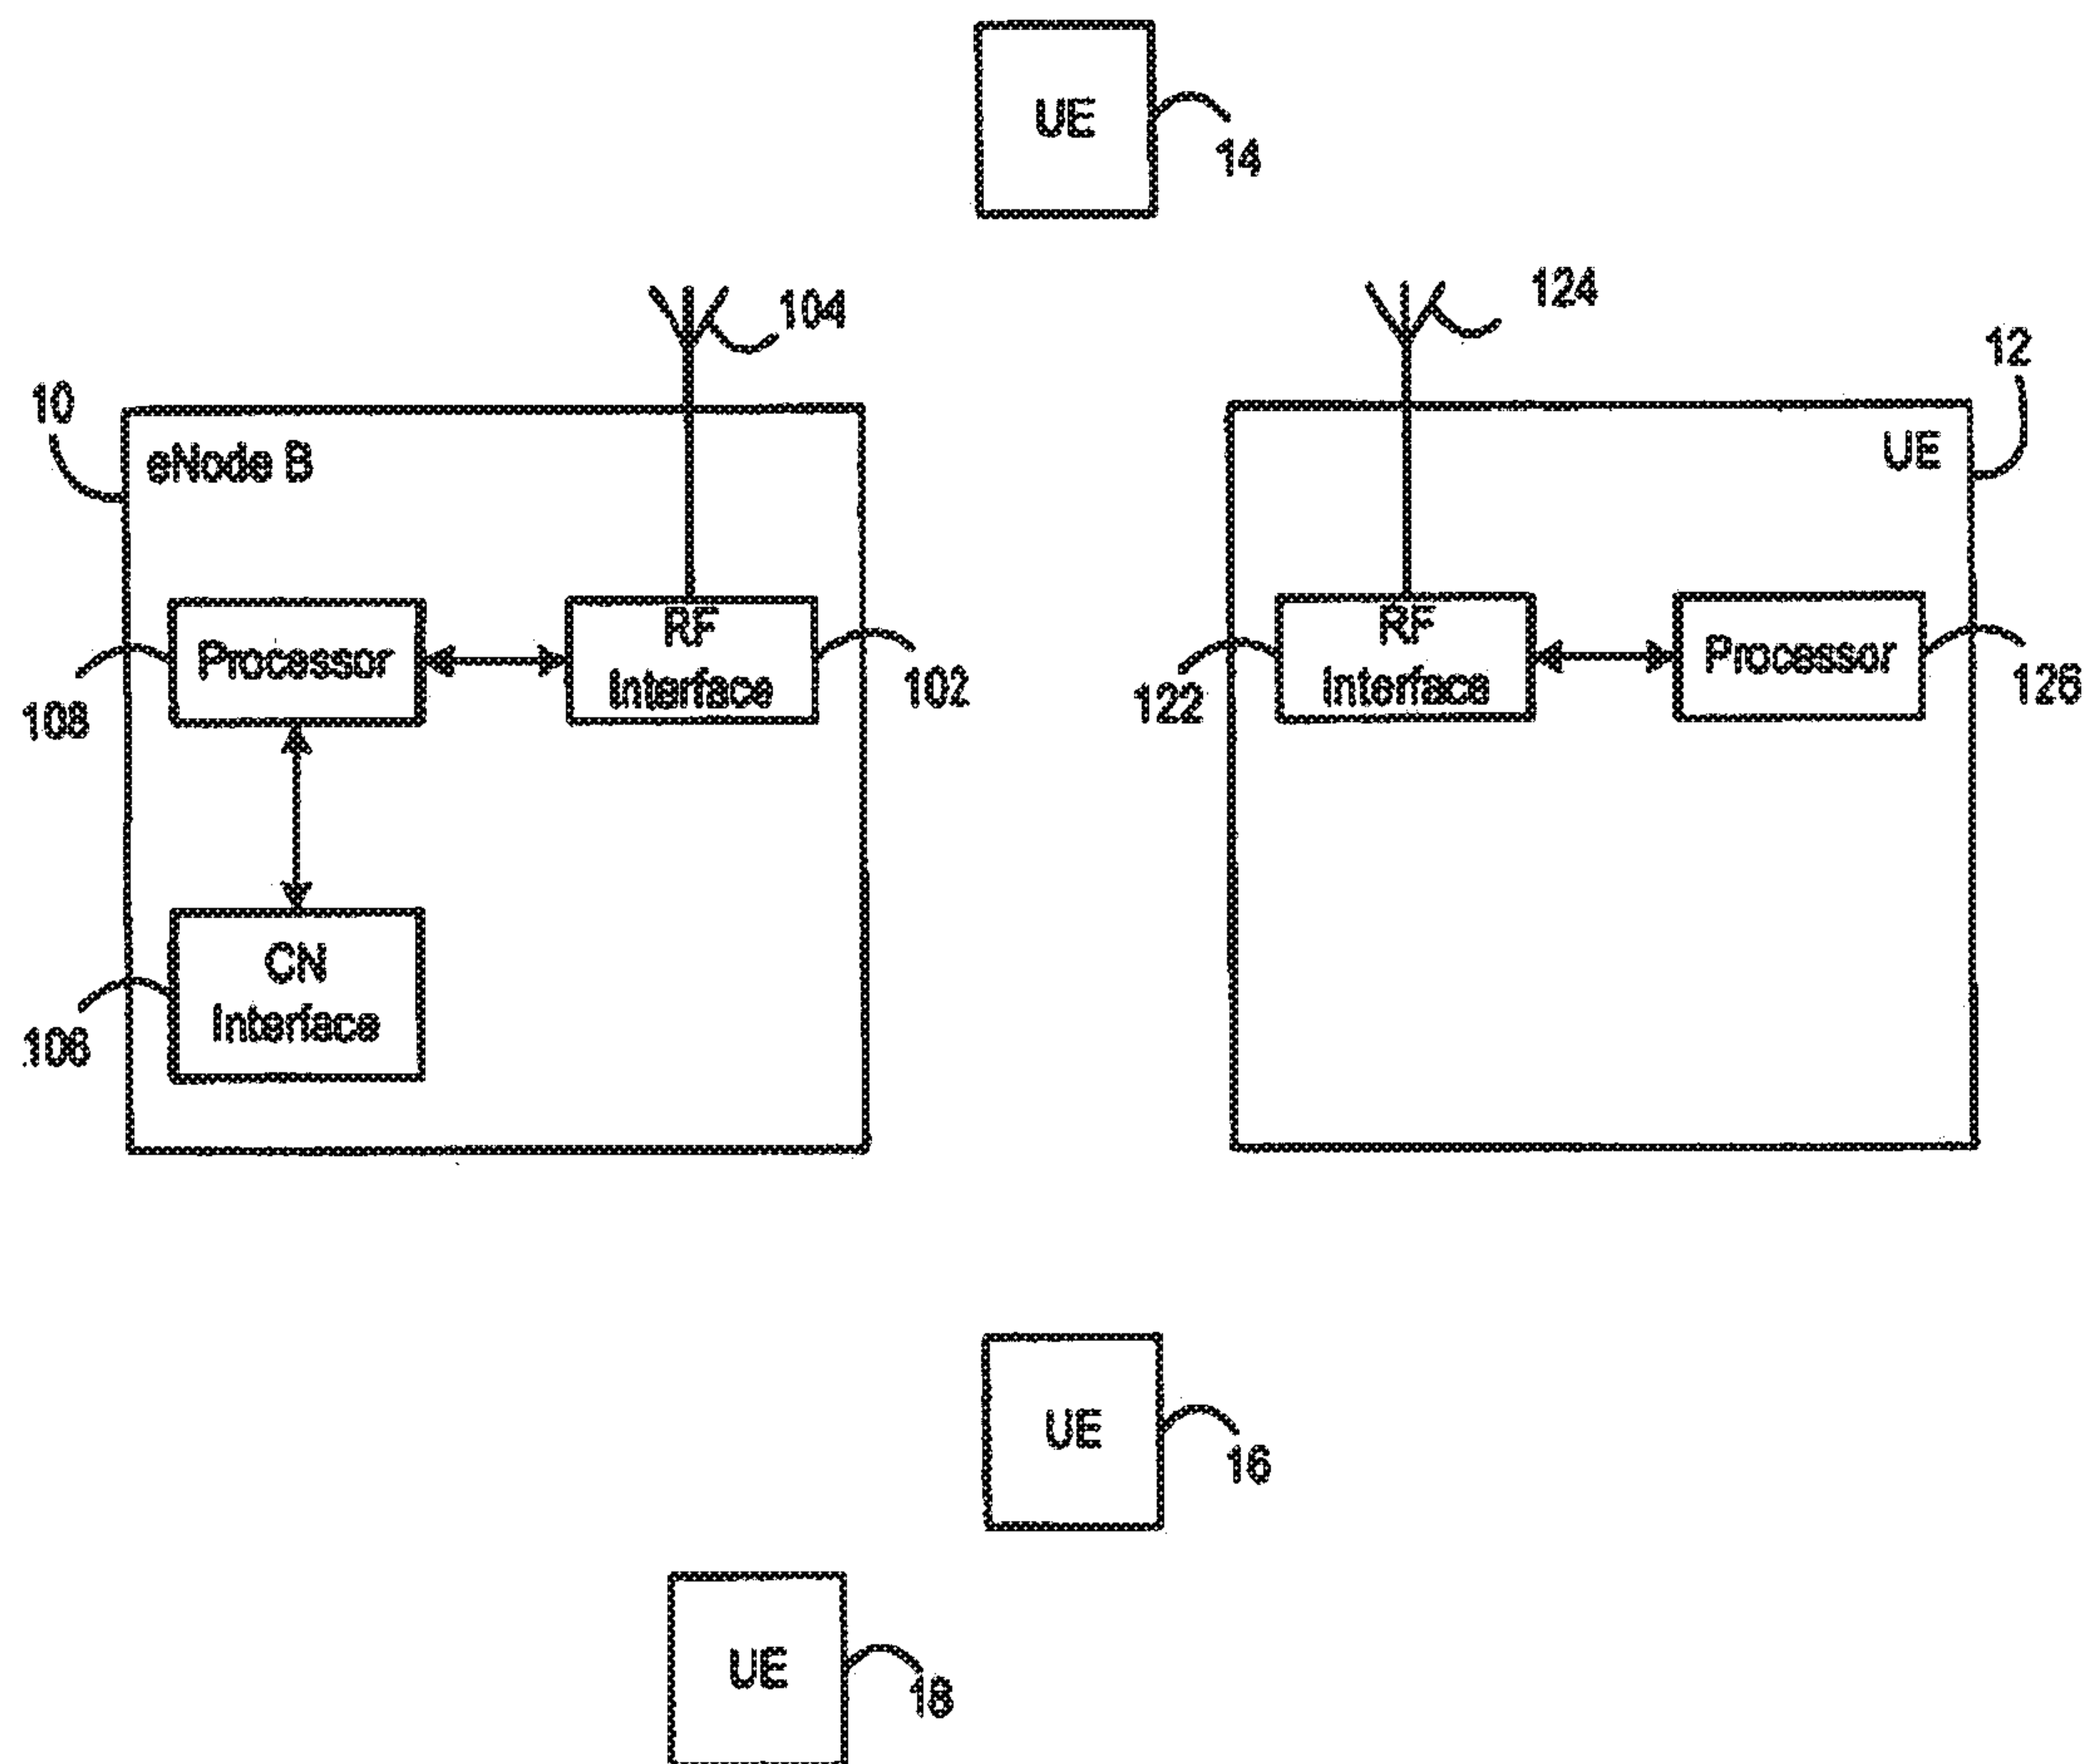 UE
14
104
124
10
12
eNode B
UE
Processor
RF
Interface
RF
Interface
Processor
108
102
122
126
CN
Interface
106
UE
16
UE
18